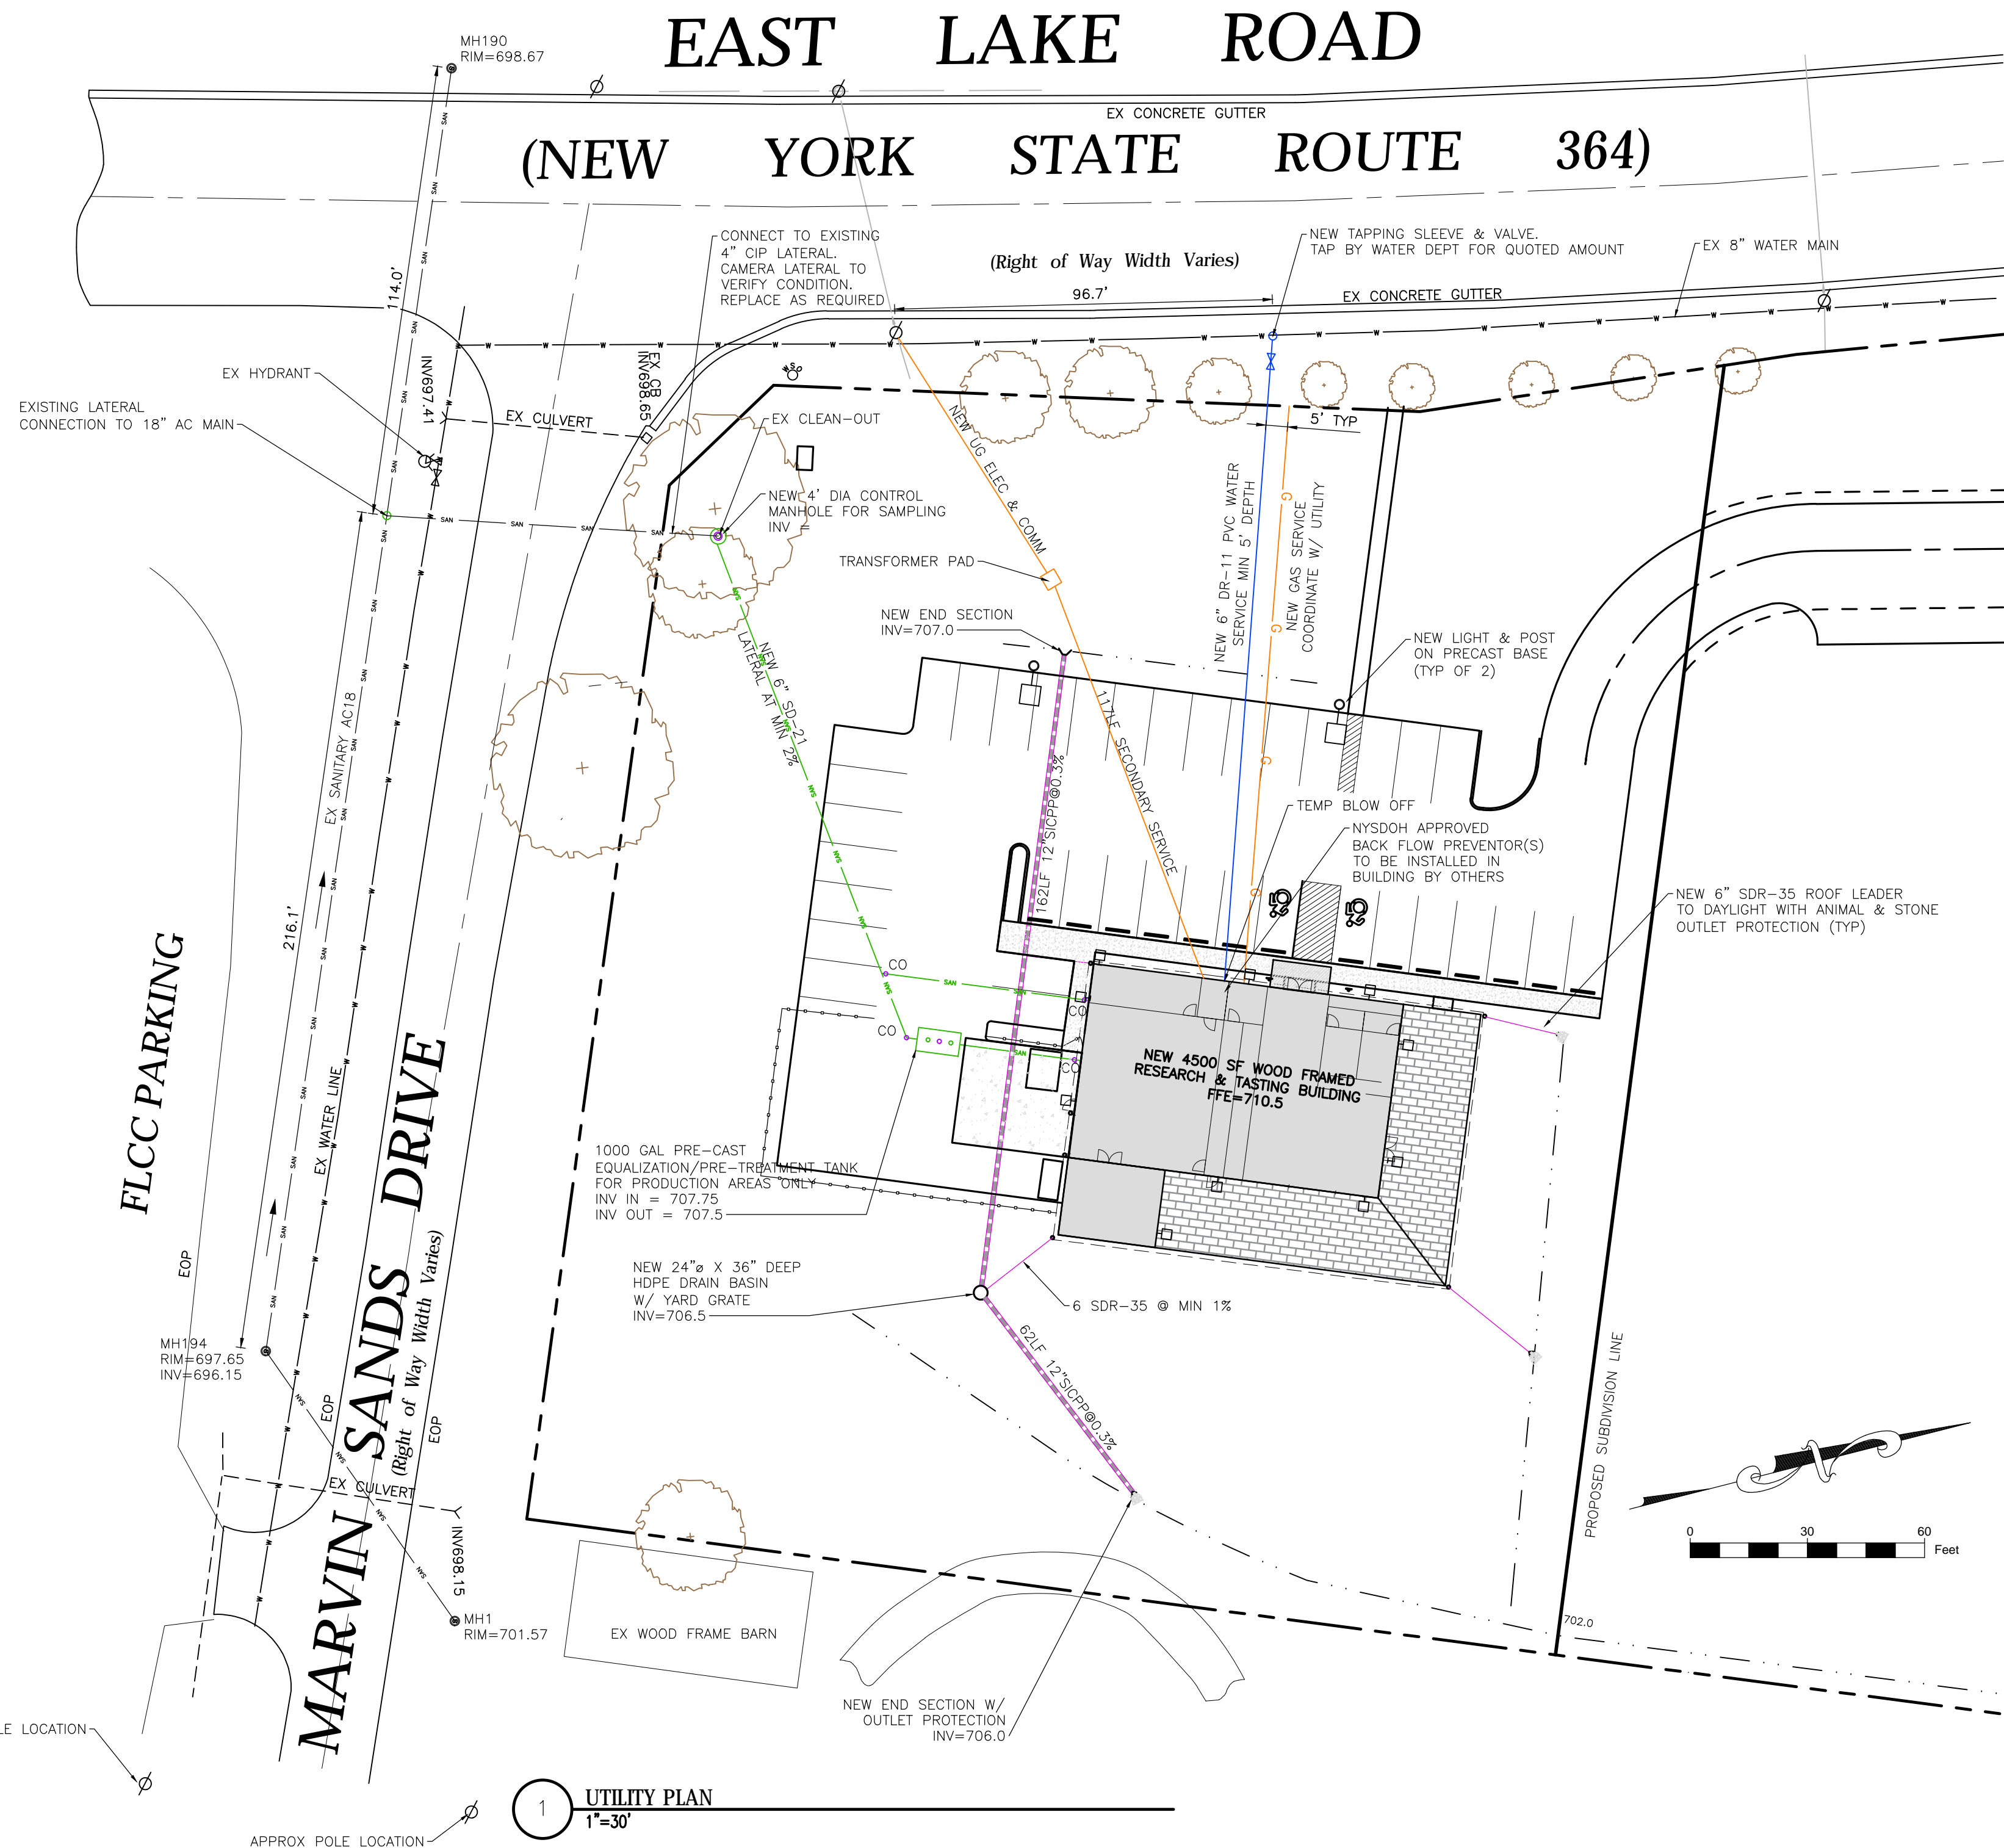 EAST LAKE ROAD
MH190
RIM=698.67
EX CONCRETE GUTTER
(NEW YORK STATE ROUTE 364)
CONNECT TO EXISTING
4" CIP LATERAL.
CAMERA LATERAL TO
VERIFY CONDITION.
REPLACE AS REQUIRED
(Right of Way Width Varies)
NEW TAPPING SLEEVE & VALVE.
TAP BY WATER DEPT FOR QUOTED AMOUNT
EX 8" WATER MAIN
96.7'
EX CONCRETE GUTTER
114.0'
EX HYDRANT
INV697.41
EX CB
INV698.65
EX CULVERT
EXISTING LATERAL
CONNECTION TO 18" AC MAIN
EX CLEAN-OUT
5' TYP
NEW 4' DIA CONTROL
MANHOLE FOR SAMPLING
INV =
NEW UG ELEC & COMM
TRANSFORMER PAD
NEW 6" DR-11 PVC WATER
SERVICE MIN 5' DEPTH
NEW GAS SERVICE
COORDINATE W/ UTILITY
NEW END SECTION
INV=707.0
NEW LIGHT & POST
ON PRECAST BASE
(TYP OF 2)
NEW 6" SD-21
LATERAL AT MIN 2%
EX SANITARY AC18
216.1'
162LF 12"SICPP@0.3%
117LF SECONDARY SERVICE
TEMP BLOW OFF
NYSDOH APPROVED
BACK FLOW PREVENTOR(S)
TO BE INSTALLED IN
BUILDING BY OTHERS
NEW 6" SDR-35 ROOF LEADER
TO DAYLIGHT WITH ANIMAL & STONE
OUTLET PROTECTION (TYP)
FLCC PARKING
CO
CO
CO
CO
NEW 4500 SF WOOD FRAMED
RESEARCH & TASTING BUILDING
FFE=710.5
EX WATER LINE
1000 GAL PRE-CAST
EQUALIZATION/PRE-TREATMENT TANK
FOR PRODUCTION AREAS ONLY
INV IN = 707.75
INV OUT = 707.5
EOP
NEW 24"ø X 36" DEEP
HDPE DRAIN BASIN
W/ YARD GRATE
INV=706.5
6 SDR-35 @ MIN 1%
MARVIN SANDS DRIVE
(Right of Way Width Varies)
MH194
RIM=697.65
INV=696.15
62LF 12"SICPP@0.3%
EOP
EOP
PROPOSED SUBDIVISION LINE
EX CULVERT
INV698.15
0 30 60
Feet
MH1
RIM=701.57
EX WOOD FRAME BARN
702.0
NEW END SECTION W/
OUTLET PROTECTION
INV=706.0
LE LOCATION
1
UTILITY PLAN
1"=30'
APPROX POLE LOCATION